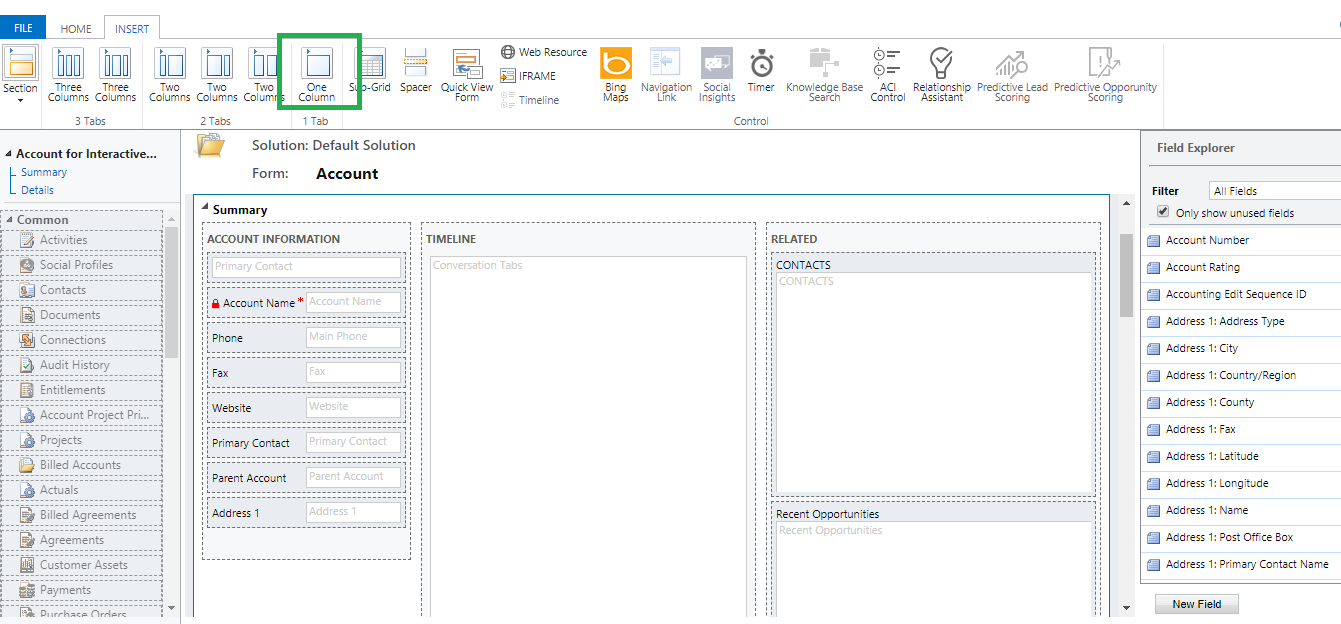 FILE HOME INSERT
Section
Three Columns
Three Columns
3 Tabs
Two Columns
Two Columns
Two Columns
2 Tabs
One Column
1 Tab
Sub-Grid
Spacer
Quick View Form
Web Resource
IFRAME
Timeline
Bing Maps
Navigation Link
Social Insights
Timer
Knowledge Base Search
ACI Control
Relationship Assistant
Predictive Lead Scoring
Predictive Opporunity Scoring
Control
Account for Interactive...
Summary
Details
Common
Activities
Social Profiles
Contacts
Documents
Connections
Audit History
Entitlements
Account Project Pri...
Projects
Billed Accounts
Actuals
Billed Agreements
Agreements
Customer Assets
Payments
Purchase Orders
Solution: Default Solution
Form: Account
Summary
ACCOUNT INFORMATION
Primary Contact
Account Name * Account Name
Phone Main Phone
Fax Fax
Website Website
Primary Contact Primary Contact
Parent Account Parent Account
Address 1 Address 1
TIMELINE
Conversation Tabs
RELATED
CONTACTS
CONTACTS
Recent Opportunities
Recent Opportunities
Field Explorer
Filter All Fields
Only show unused fields
Account Number
Account Rating
Accounting Edit Sequence ID
Address 1: Address Type
Address 1: City
Address 1: Country/Region
Address 1: County
Address 1: Fax
Address 1: Latitude
Address 1: Longitude
Address 1: Name
Address 1: Post Office Box
Address 1: Primary Contact Name
New Field